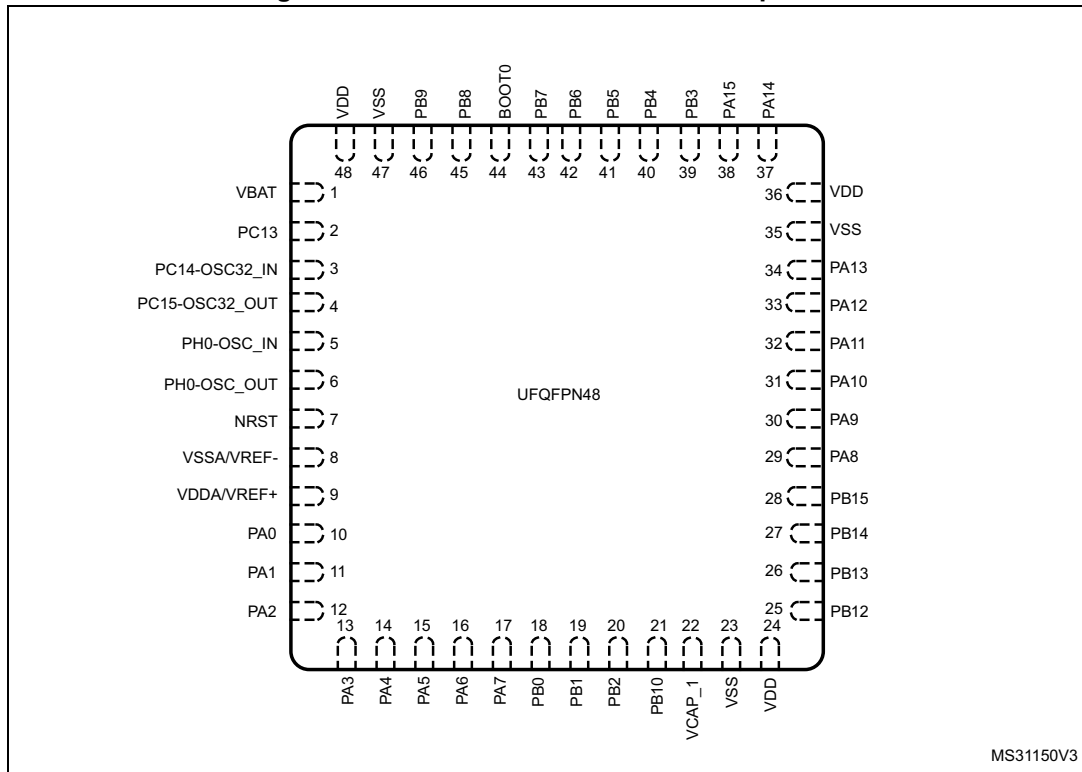 VDD VSS PB9 PB8 BOOT0 PB7 PB6 PB5 PB4 PB3 PA15 PA14
48 47 46 45 44 43 42 41 40 39 38 37
VBAT 1
PC13 2
PC14-OSC32_IN 3
PC15-OSC32_OUT 4
PH0-OSC_IN 5
PH0-OSC_OUT 6
NRST 7
VSSA/VREF- 8
VDDA/VREF+ 9
PA0 10
PA1 11
PA2 12
UFQFPN48
36 VDD
35 VSS
34 PA13
33 PA12
32 PA11
31 PA10
30 PA9
29 PA8
28 PB15
27 PB14
26 PB13
25 PB12
13 14 15 16 17 18 19 20 21 22 23 24
PA3 PA4 PA5 PA6 PA7 PB0 PB1 PB2 PB10 VCAP_1 VSS VDD
MS31150V3